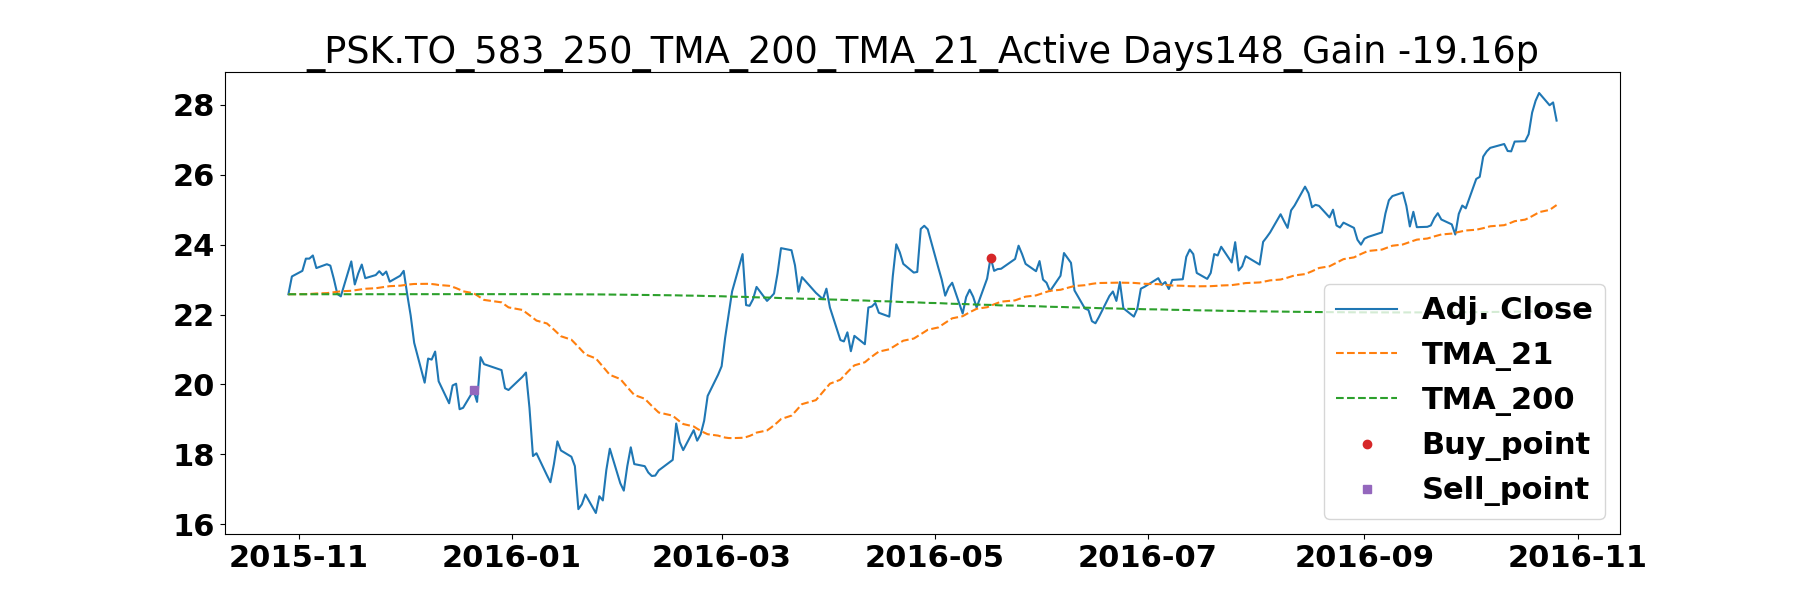 _PSK.TO_583_250_TMA_200_TMA_21_Active Days148_Gain -19.16p
28
26
24
22
20
18
16
Adj. Close
TMA_21
TMA_200
Buy_point
Sell_point
2015-11 2016-01 2016-03 2016-05 2016-07 2016-09 2016-11